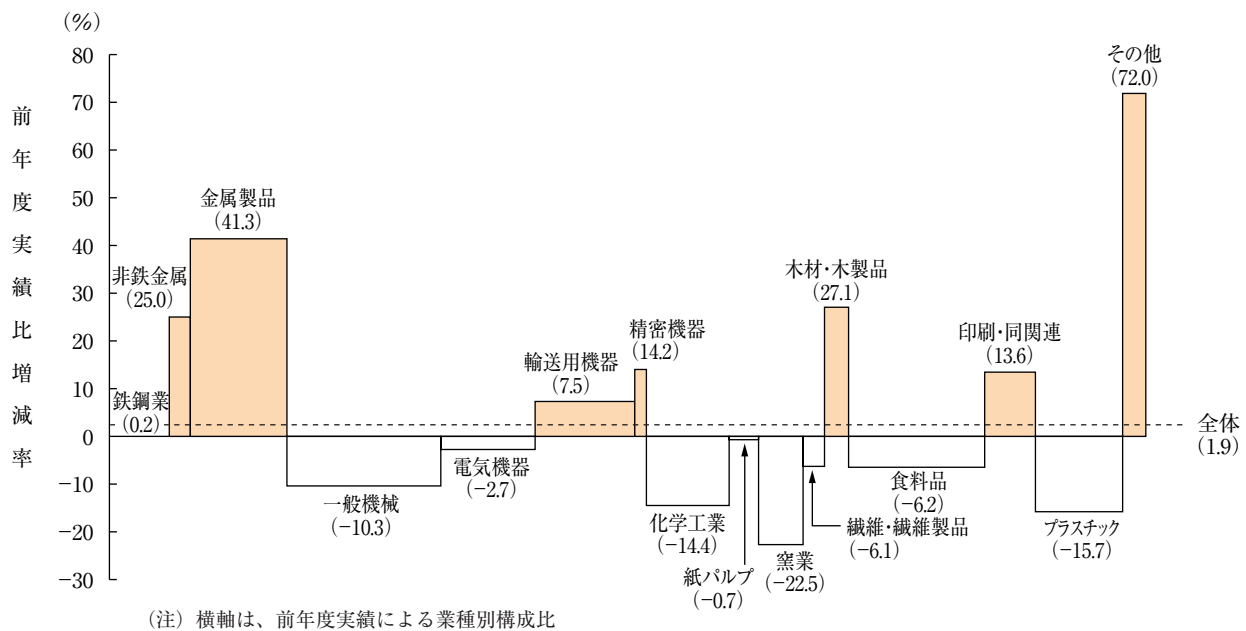 (%)
80
70
60
50
40
30
20
10
0
−10
−20
−30
前年度実績比増減率
鉄鋼業
(0.2)
非鉄金属
(25.0)
金属製品
(41.3)
一般機械
(−10.3)
電気機器
(−2.7)
輸送用機器
(7.5)
精密機器
(14.2)
化学工業
(−14.4)
紙パルプ
(−0.7)
窯業
(−22.5)
繊維・繊維製品
(−6.1)
木材・木製品
(27.1)
食料品
(−6.2)
印刷・同関連
(13.6)
プラスチック
(−15.7)
その他
(72.0)
全体
(1.9)
(注) 横軸は、前年度実績による業種別構成比